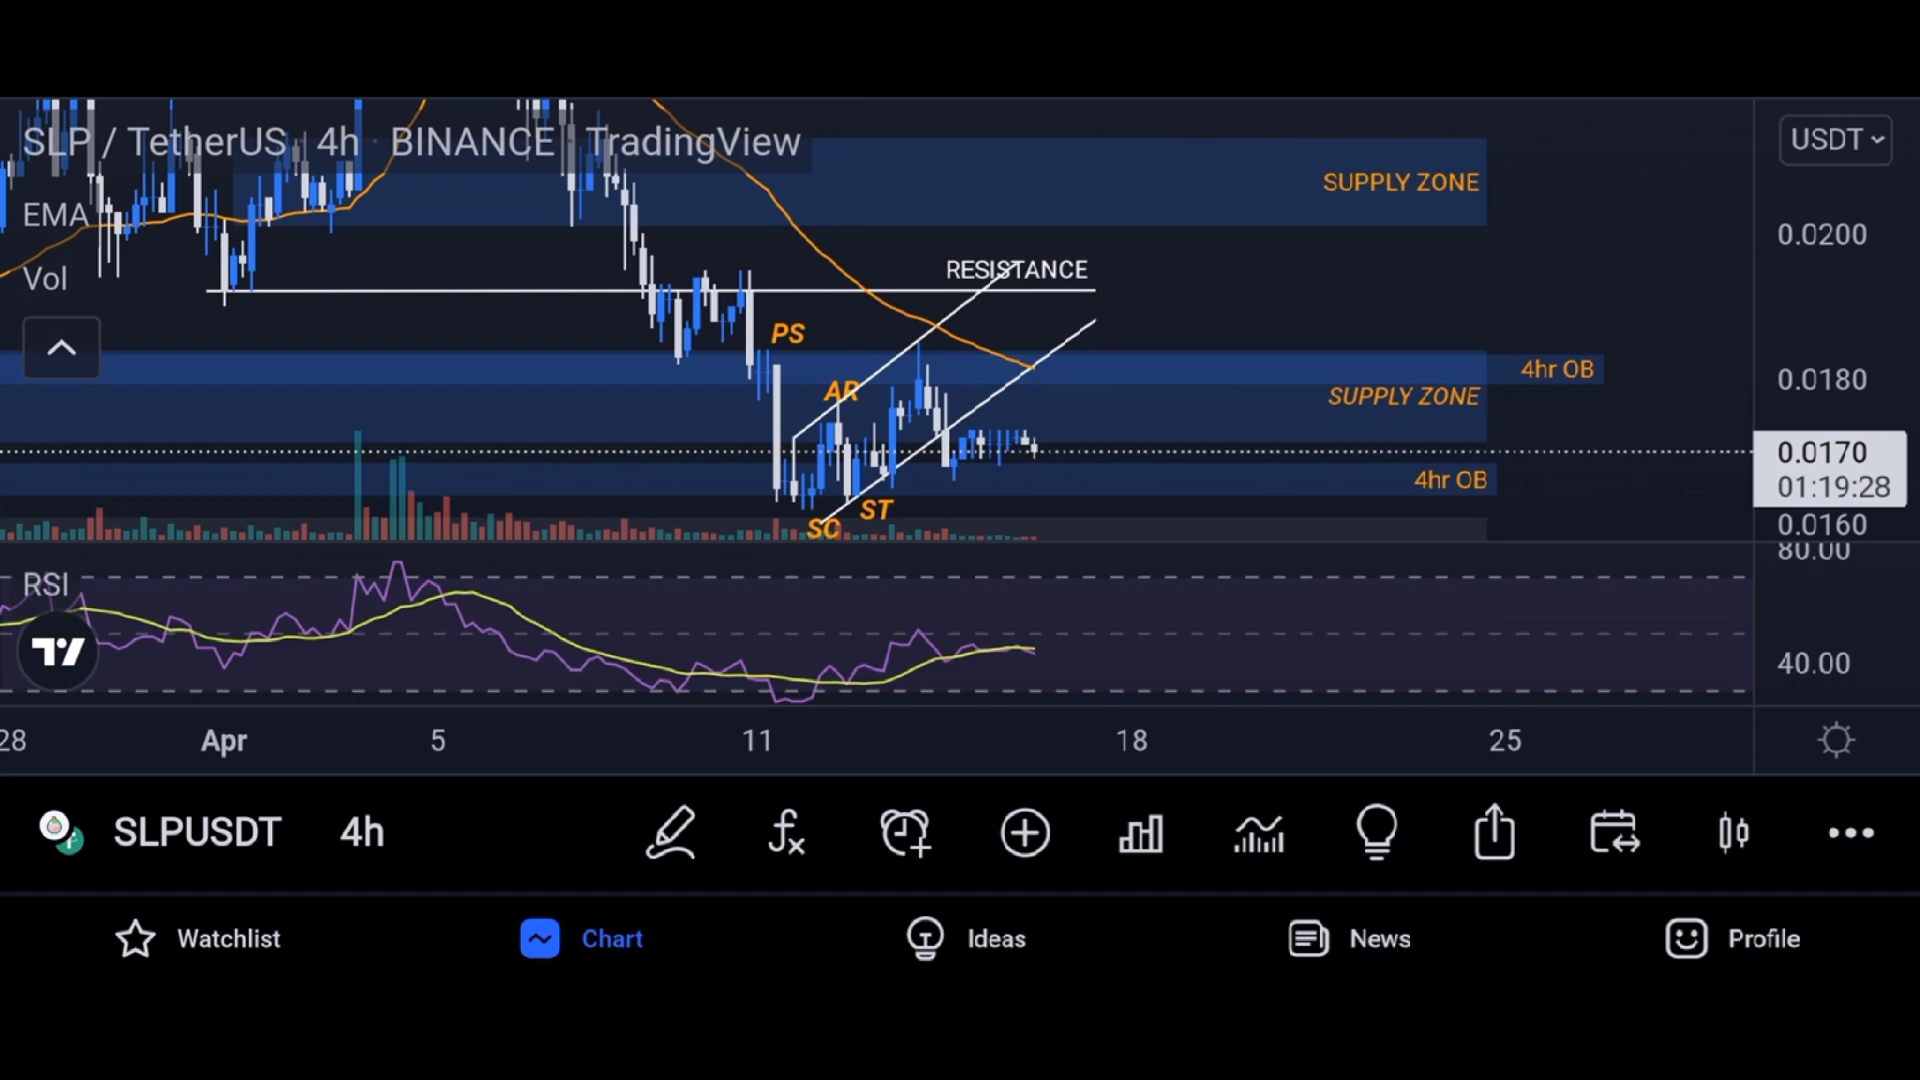 SLP / TetherUS · 4h · BINANCE · TradingView
USDT
SUPPLY ZONE
EMA
0.0200
RESISTANCE
Vol
PS
4hr OB
0.0180
AR
SUPPLY ZONE
0.0170
4hr OB
01:19:28
ST
SC
0.0160
80.00
RSI
40.00
28 Apr 5 11 18 25
SLPUSDT 4h
Watchlist Chart Ideas News Profile